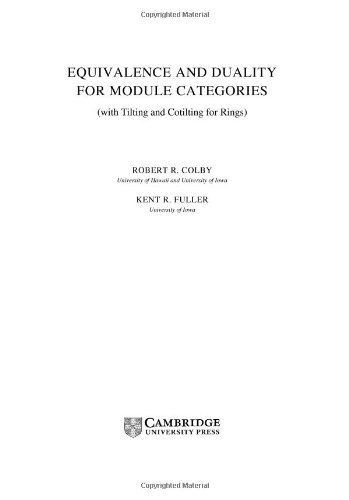 Copyrighted Material
EQUIVALENCE AND DUALITY
FOR MODULE CATEGORIES
(with Tilting and Cotilting for Rings)
ROBERT R. COLBY
University of Hawaii and University of Iowa
KENT R. FULLER
University of Iowa
CAMBRIDGE
UNIVERSITY PRESS
Copyrighted Material